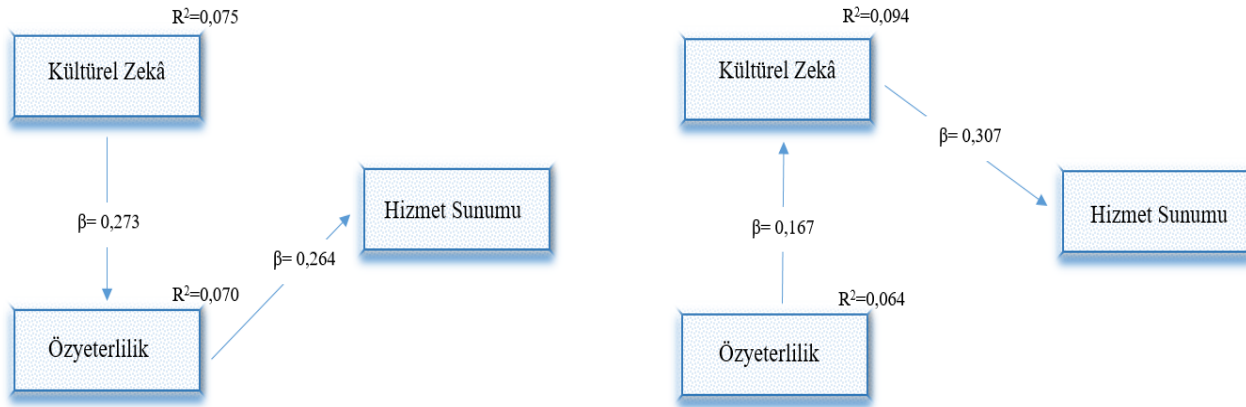 R²=0,075
Kültürel Zekâ
β= 0,273
Hizmet Sunumu
β= 0,264
R²=0,070
Özyeterlilik
R²=0,094
Kültürel Zekâ
β= 0,307
Hizmet Sunumu
β= 0,167
R²=0,064
Özyeterlilik